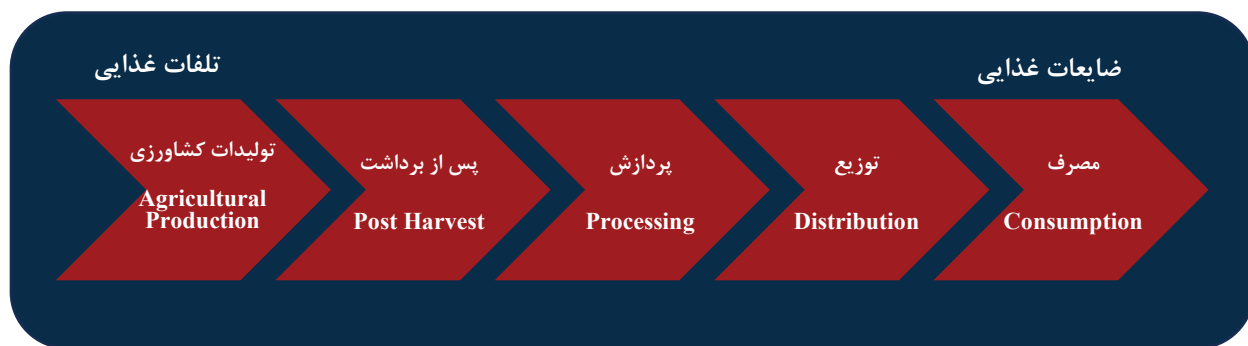 تلفات غذایی
ضایعات غذایی
تولیدات کشاورزی
Agricultural
Production
پس از برداشت
Post Harvest
پردازش
Processing
توزیع
Distribution
مصرف
Consumption